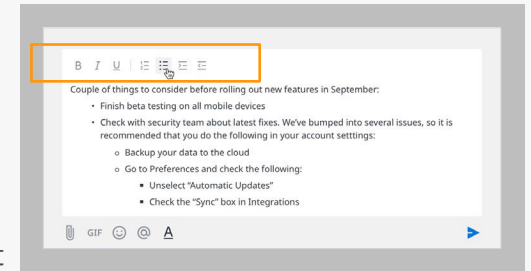 B I U
Couple of things to consider before rolling out new features in September:
• Finish beta testing on all mobile devices
• Check with security team about latest fixes. We've bumped into several issues, so it is
recommended that you do the following in your account setttings:
o Backup your data to the cloud
o Go to Preferences and check the following:
▪ Unselect "Automatic Updates"
▪ Check the "Sync" box in Integrations
GIF @ A